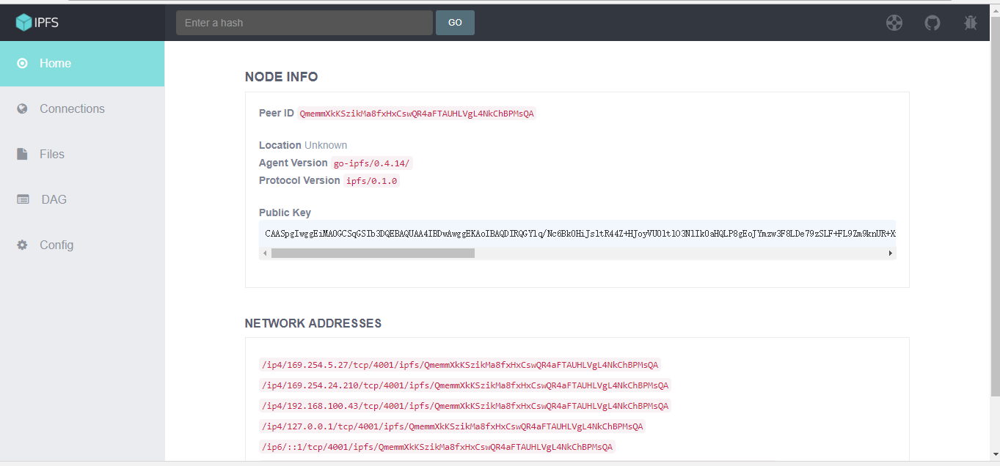 IPFS
Enter a hash
GO
Home
Connections
Files
DAG
Config
NODE INFO
Peer ID QmemmXkKSzikMa8fxHxCswQR4aFTAUHLVgL4NkChBPMsQA
Location Unknown
Agent Version go-ipfs/0.4.14/
Protocol Version ipfs/0.1.0
Public Key
CAASpgIwggEiMA0GCSqGSIb3DQEBAQUAA4IBDwAwggEKAoIBAQDIRQGYlq/Nc6BkOHiJsltR44Z+HJoyVU0ltlO3NlIkOaHQLP8gEoJYmzw3F8LDe79zSLF+FL9Zm9knUR+X
NETWORK ADDRESSES
/ip4/169.254.5.27/tcp/4001/ipfs/QmemmXkKSzikMa8fxHxCswQR4aFTAUHLVgL4NkChBPMsQA
/ip4/169.254.24.210/tcp/4001/ipfs/QmemmXkKSzikMa8fxHxCswQR4aFTAUHLVgL4NkChBPMsQA
/ip4/192.168.100.43/tcp/4001/ipfs/QmemmXkKSzikMa8fxHxCswQR4aFTAUHLVgL4NkChBPMsQA
/ip4/127.0.0.1/tcp/4001/ipfs/QmemmXkKSzikMa8fxHxCswQR4aFTAUHLVgL4NkChBPMsQA
/ip6/::1/tcp/4001/ipfs/QmemmXkKSzikMa8fxHxCswQR4aFTAUHLVgL4NkChBPMsQA